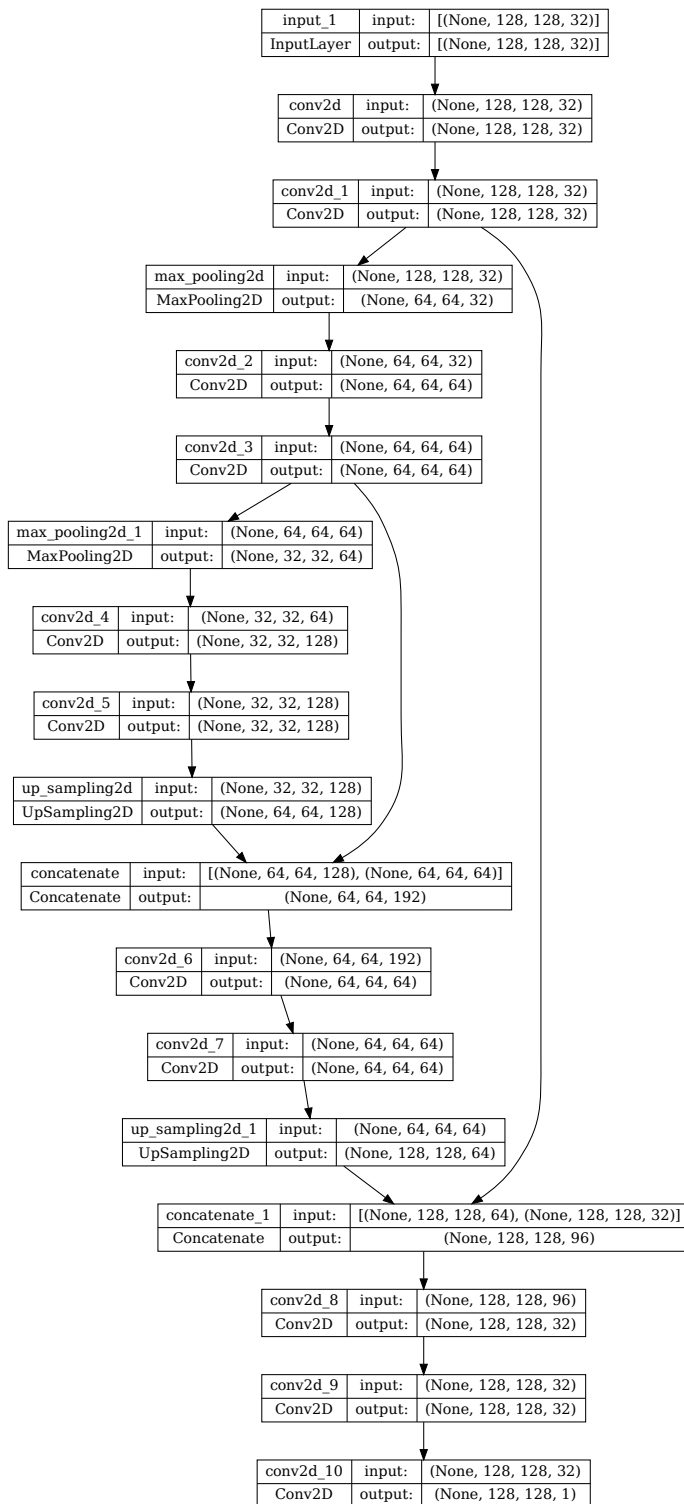 input_1 input: [(None, 128, 128, 32)]
InputLayer output: [(None, 128, 128, 32)]
conv2d input: (None, 128, 128, 32)
Conv2D output: (None, 128, 128, 32)
conv2d_1 input: (None, 128, 128, 32)
Conv2D output: (None, 128, 128, 32)
max_pooling2d input: (None, 128, 128, 32)
MaxPooling2D output: (None, 64, 64, 32)
conv2d_2 input: (None, 64, 64, 32)
Conv2D output: (None, 64, 64, 64)
conv2d_3 input: (None, 64, 64, 64)
Conv2D output: (None, 64, 64, 64)
max_pooling2d_1 input: (None, 64, 64, 64)
MaxPooling2D output: (None, 32, 32, 64)
conv2d_4 input: (None, 32, 32, 64)
Conv2D output: (None, 32, 32, 128)
conv2d_5 input: (None, 32, 32, 128)
Conv2D output: (None, 32, 32, 128)
up_sampling2d input: (None, 32, 32, 128)
UpSampling2D output: (None, 64, 64, 128)
concatenate input: [(None, 64, 64, 128), (None, 64, 64, 64)]
Concatenate output: (None, 64, 64, 192)
conv2d_6 input: (None, 64, 64, 192)
Conv2D output: (None, 64, 64, 64)
conv2d_7 input: (None, 64, 64, 64)
Conv2D output: (None, 64, 64, 64)
up_sampling2d_1 input: (None, 64, 64, 64)
UpSampling2D output: (None, 128, 128, 64)
concatenate_1 input: [(None, 128, 128, 64), (None, 128, 128, 32)]
Concatenate output: (None, 128, 128, 96)
conv2d_8 input: (None, 128, 128, 96)
Conv2D output: (None, 128, 128, 32)
conv2d_9 input: (None, 128, 128, 32)
Conv2D output: (None, 128, 128, 32)
conv2d_10 input: (None, 128, 128, 32)
Conv2D output: (None, 128, 128, 1)